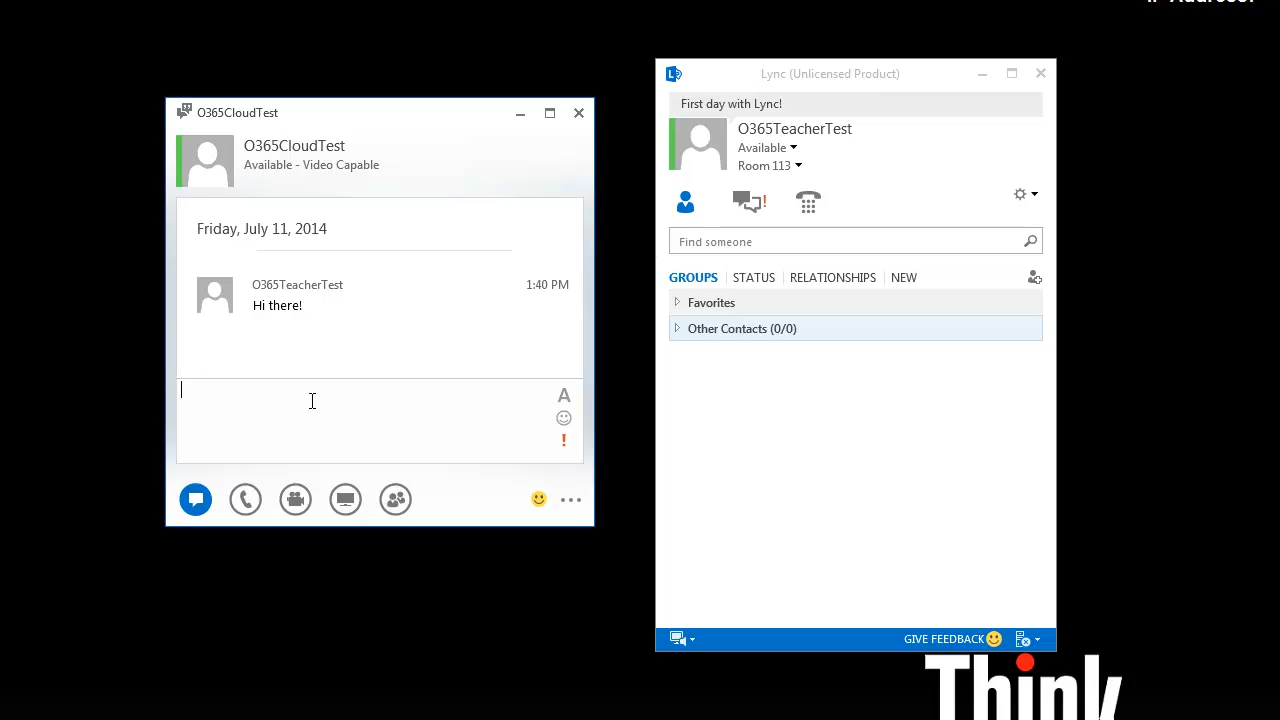 O365CloudTest
O365CloudTest
Available - Video Capable
Friday, July 11, 2014
O365TeacherTest 1:40 PM
Hi there!
A
!
Lync (Unlicensed Product)
First day with Lync!
O365TeacherTest
Available
Room 113
!
Find someone
GROUPS STATUS RELATIONSHIPS NEW
Favorites
Other Contacts (0/0)
GIVE FEEDBACK
Think